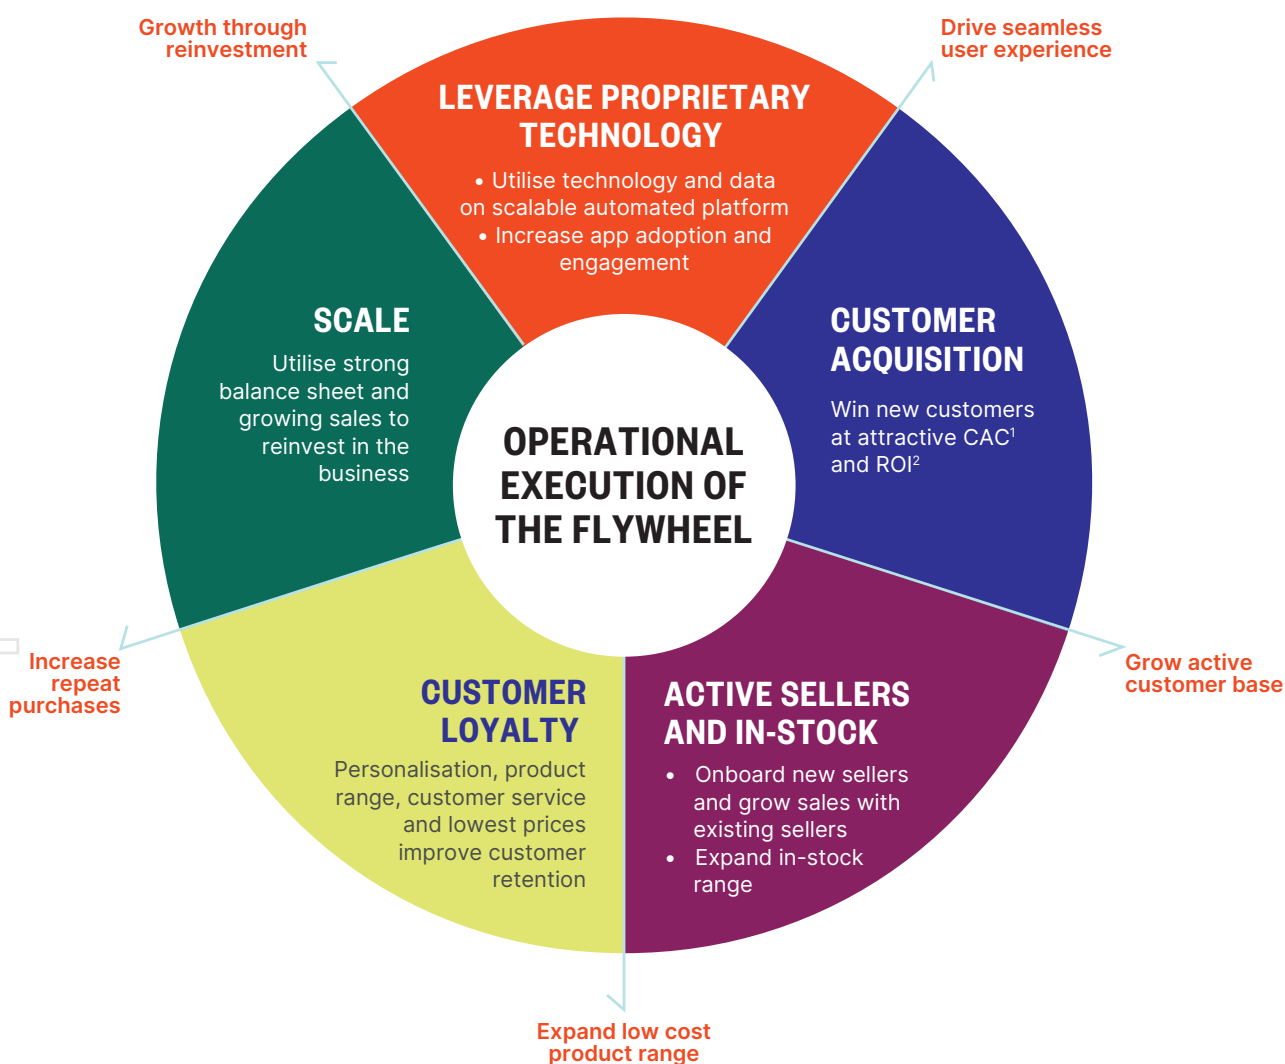 Growth through
reinvestment
Drive seamless
user experience
LEVERAGE PROPRIETARY
TECHNOLOGY
• Utilise technology and data
on scalable automated platform
• Increase app adoption and
engagement
SCALE
Utilise strong
balance sheet and
growing sales to
reinvest in the
business
CUSTOMER
ACQUISITION
Win new customers
at attractive CAC¹
and ROI²
OPERATIONAL
EXECUTION OF
THE FLYWHEEL
Increase
repeat
purchases
Grow active
customer base
CUSTOMER
LOYALTY
Personalisation, product
range, customer service
and lowest prices
improve customer
retention
ACTIVE SELLERS
AND IN-STOCK
• Onboard new sellers
and grow sales with
existing sellers
• Expand in-stock
range
Expand low cost
product range